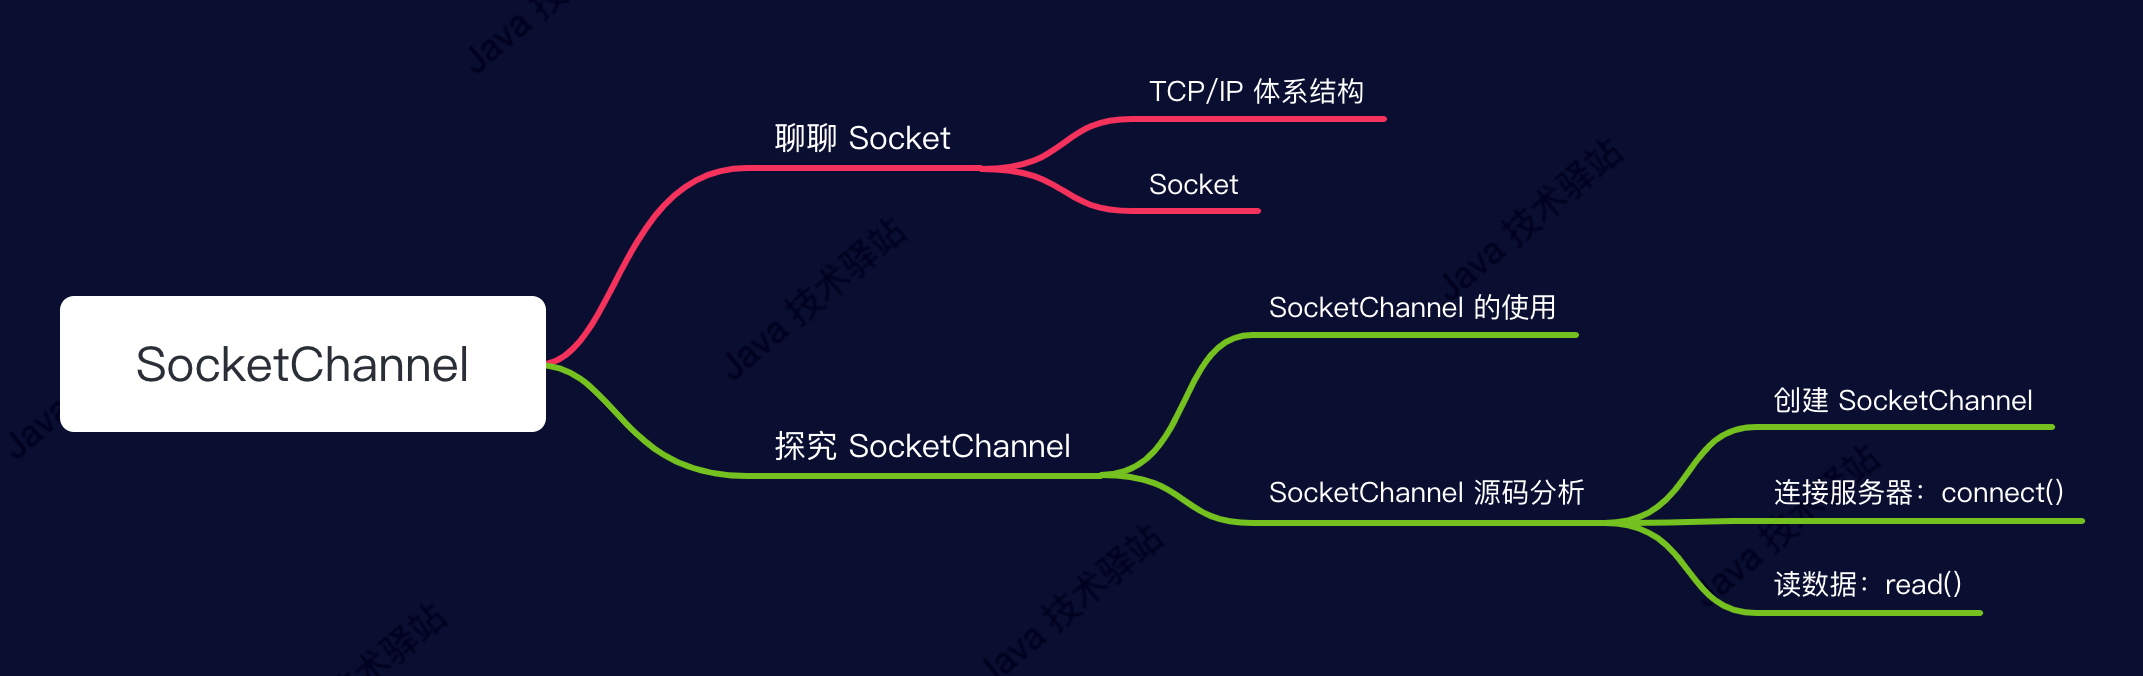 SocketChannel
聊聊 Socket
TCP/IP 体系结构
Socket
探究 SocketChannel
SocketChannel 的使用
SocketChannel 源码分析
创建 SocketChannel
连接服务器：connect()
读数据：read()
Java 技
Java 技术驿站
Java 技术驿站
Java
Java 技术驿站
Java 技术驿站
术驿站